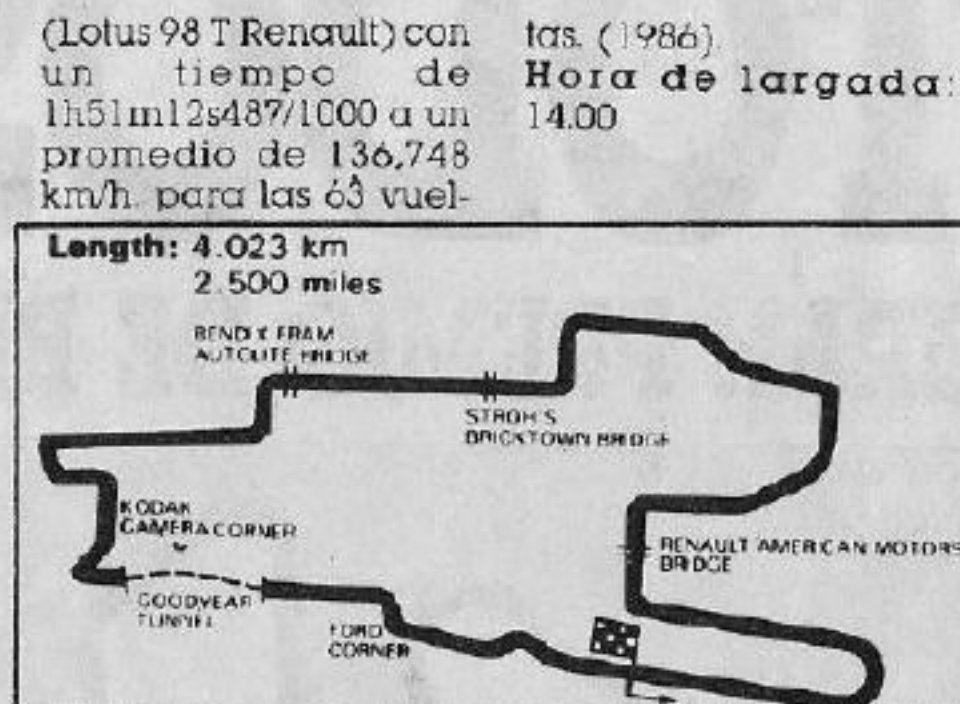 (Lotus 98 T Renault) con
un tiempo de
1h51m12s487/1000 a un
promedio de 136,748
km/h. para las 63 vuel-
tas. (1986).
Hora de largada:
14.00
Length: 4.023 km
2.500 miles
BENDIX FRAM
AUTOLITE BRIDGE
STROH'S
BRICKTOWN BRIDGE
KODAK
CAMERA CORNER
GOODYEAR
TUNNEL
FORD
CORNER
RENAULT AMERICAN MOTORS
BRIDGE